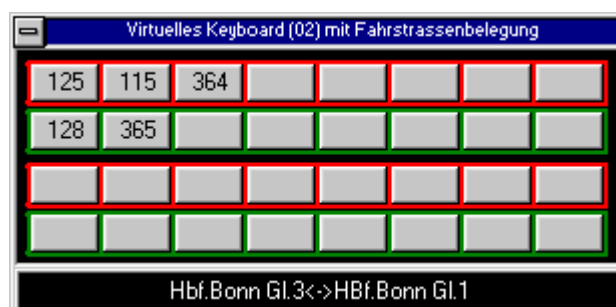 Virtuelles Keyboard (02) mit Fahrstrassenbelegung
125 115 364
128 365
Hbf.Bonn Gl.3<->HBf.Bonn Gl.1